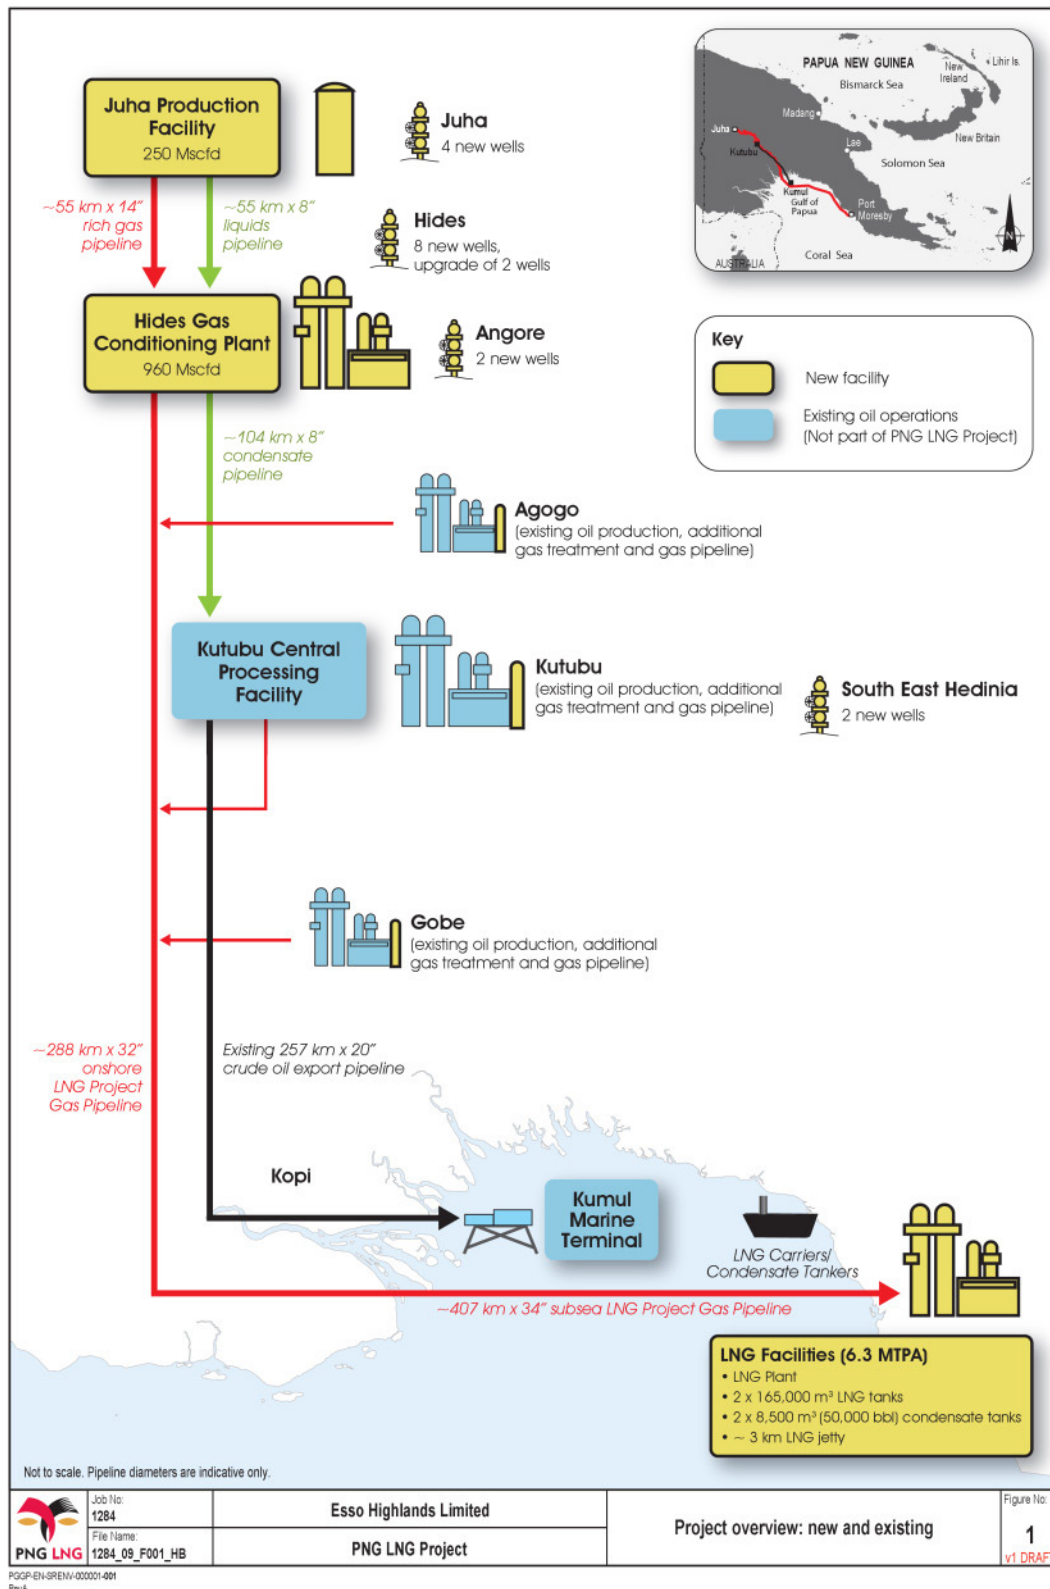 Juha Production
Facility
250 Mscfd
Juha
4 new wells
~55 km x 14"
rich gas
pipeline
~55 km x 8"
liquids
pipeline
Hides
8 new wells,
upgrade of 2 wells
Hides Gas
Conditioning Plant
960 Mscfd
Angore
2 new wells
PAPUA NEW GUINEA
Bismarck Sea
New
Ireland
Lihir Is.
Madang
Juha
Kutubu
Lae
New Britain
Solomon Sea
Kumul
Gulf of
Papua
Port
Moresby
Coral Sea
AUSTRALIA
N
Key
New facility
Existing oil operations
(Not part of PNG LNG Project)
~104 km x 8"
condensate
pipeline
Agogo
(existing oil production, additional
gas treatment and gas pipeline)
Kutubu Central
Processing
Facility
Kutubu
(existing oil production, additional
gas treatment and gas pipeline)
South East Hedinia
2 new wells
Gobe
(existing oil production, additional
gas treatment and gas pipeline)
~288 km x 32"
onshore
LNG Project
Gas Pipeline
Existing 257 km x 20"
crude oil export pipeline
Kopi
Kumul
Marine
Terminal
LNG Carriers/
Condensate Tankers
~407 km x 34" subsea LNG Project Gas Pipeline
LNG Facilities (6.3 MTPA)
• LNG Plant
• 2 x 165,000 m³ LNG tanks
• 2 x 8,500 m³ (50,000 bbl) condensate tanks
• ~ 3 km LNG jetty
Not to scale. Pipeline diameters are indicative only.
PNG LNG
Job No:
1284
File Name:
1284_09_F001_HB
Esso Highlands Limited
PNG LNG Project
Project overview: new and existing
Figure No:
1
v1 DRAFT
PGGP-EN-SRENV-000001-001
Rev A